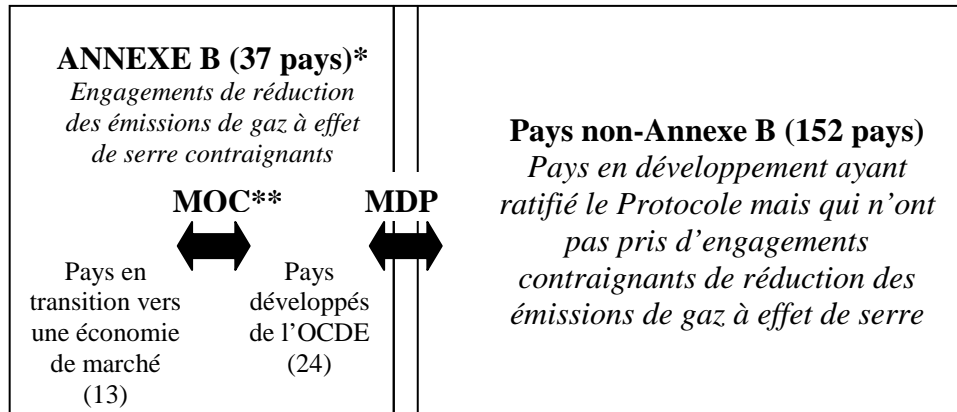 ANNEXE B (37 pays)*
Engagements de réduction
des émissions de gaz à effet
de serre contraignants
MOC**
MDP
Pays en
transition vers
une économie
de marché
(13)
Pays
développés
de l’OCDE
(24)
Pays non-Annexe B (152 pays)
Pays en développement ayant
ratifié le Protocole mais qui n’ont
pas pris d’engagements
contraignants de réduction des
émissions de gaz à effet de serre